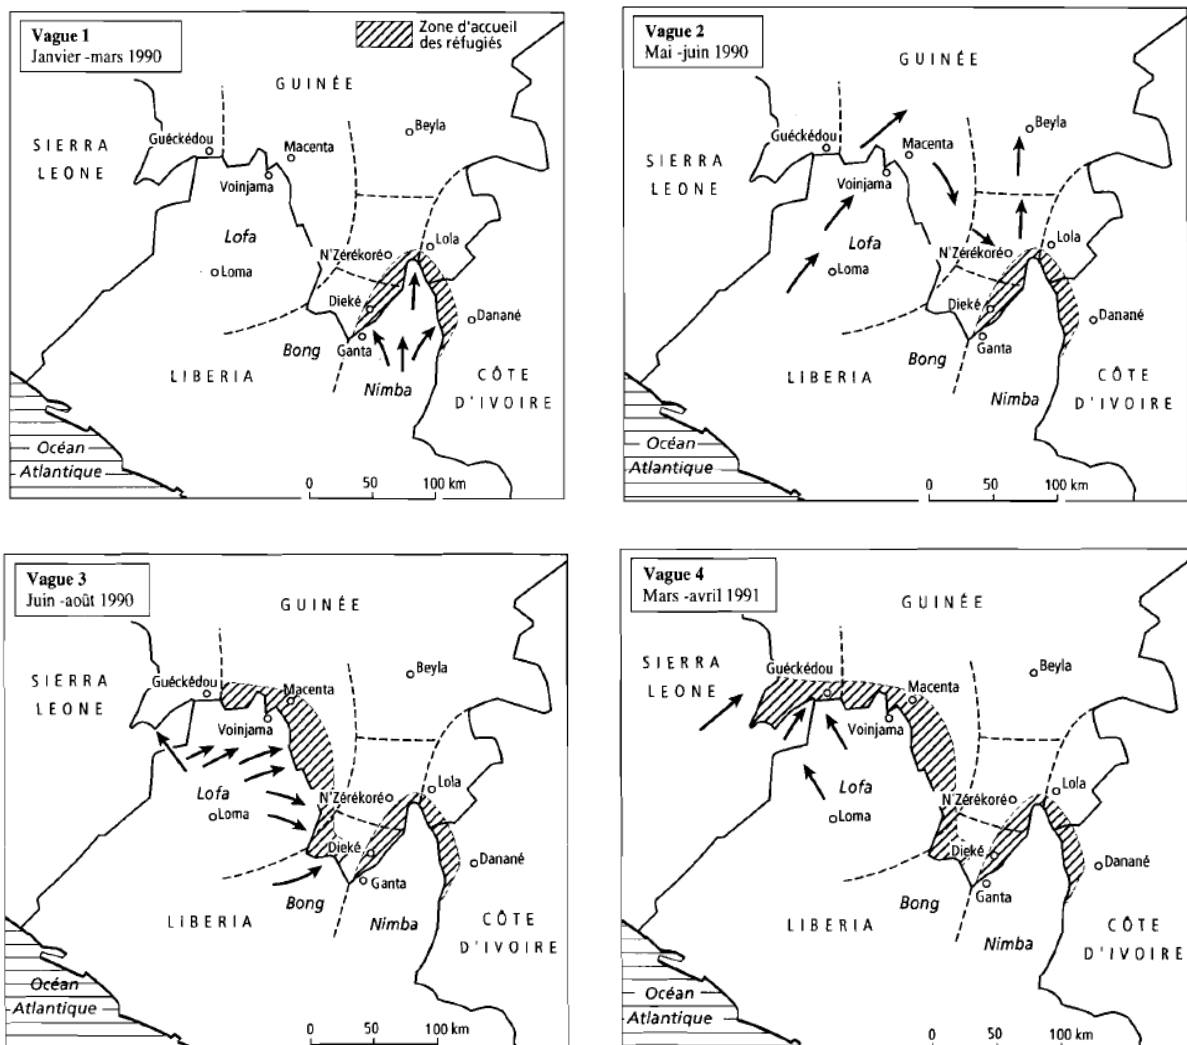 Vague 1
Janvier -mars 1990
Zone d'accueil
des réfugiés
GUINÉE
SIERRA
LEONE
Guéckédou
Macenta
Beyla
Voinjama
Lofa
Loma
N'Zérékoré
Lola
Dieké
Danané
Ganta
Bong
Nimba
LIBERIA
CÔTE
D'IVOIRE
Océan
Atlantique
0 50 100 km
Vague 2
Mai -juin 1990
GUINÉE
SIERRA
LEONE
Guéckédou
Macenta
Beyla
Voinjama
Lofa
Loma
N'Zérékoré
Lola
Dieké
Danané
Ganta
Bong
Nimba
LIBERIA
CÔTE
D'IVOIRE
Océan
Atlantique
0 50 100 km
Vague 3
Juin -août 1990
GUINÉE
SIERRA
LEONE
Guéckédou
Macenta
Beyla
Voinjama
Lofa
Loma
N'Zérékoré
Lola
Dieké
Danané
Ganta
Bong
Nimba
LIBERIA
CÔTE
D'IVOIRE
Océan
Atlantique
0 50 100 km
Vague 4
Mars -avril 1991
GUINÉE
SIERRA
LEONE
Guéckédou
Macenta
Beyla
Voinjama
Lofa
Loma
N'Zérékoré
Lola
Dieké
Danané
Ganta
Bong
Nimba
LIBERIA
CÔTE
D'IVOIRE
Océan
Atlantique
0 50 100 km